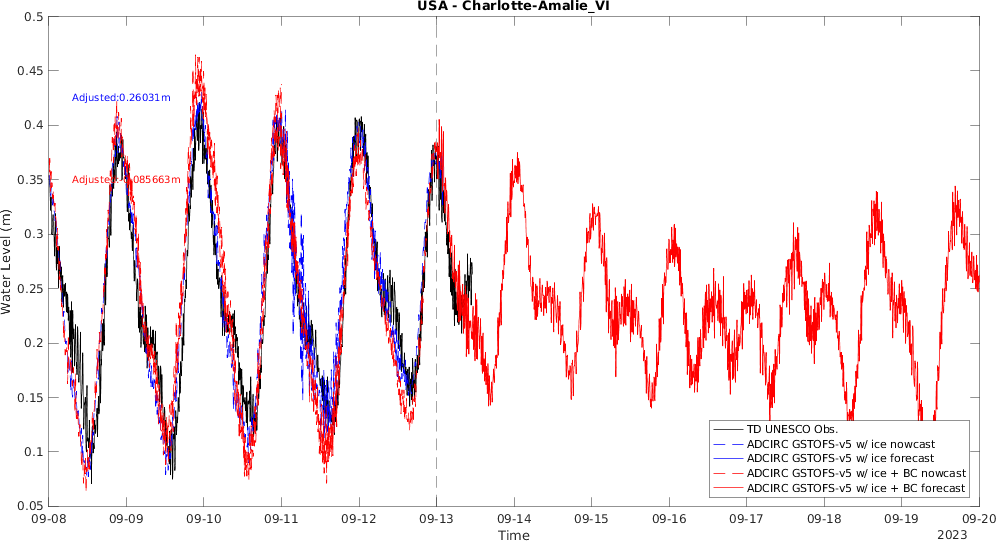 USA - Charlotte-Amalie_VI
0.5
0.45
0.4
0.35
0.3
0.25
0.2
0.15
0.1
0.05
Water Level (m)
Adjusted:0.26031m
Adjusted: 0.085663m
TD UNESCO Obs.
ADCIRC GSTOFS-v5 w/ ice nowcast
ADCIRC GSTOFS-v5 w/ ice forecast
ADCIRC GSTOFS-v5 w/ ice + BC nowcast
ADCIRC GSTOFS-v5 w/ ice + BC forecast
09-08 09-09 09-10 09-11 09-12 09-13 09-14 09-15 09-16 09-17 09-18 09-19 09-20
Time
2023